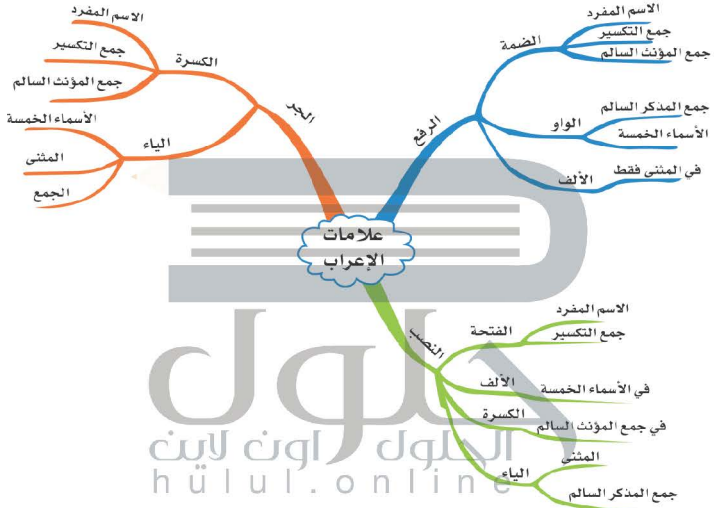 علامات
الإعراب
الرفع
الضمة
الاسم المفرد
جمع التكسير
جمع المؤنث السالم
الواو
جمع المذكر السالم
الأسماء الخمسة
الألف
في المثنى فقط
النصب
الفتحة
الاسم المفرد
جمع التكسير
الألف
في الأسماء الخمسة
الكسرة
في جمع المؤنث السالم
الياء
المثنى
جمع المذكر السالم
الجر
الكسرة
الاسم المفرد
جمع التكسير
جمع المؤنث السالم
الياء
الأسماء الخمسة
المثنى
الجمع
حلول
الحلول اون لاين
hulul.online